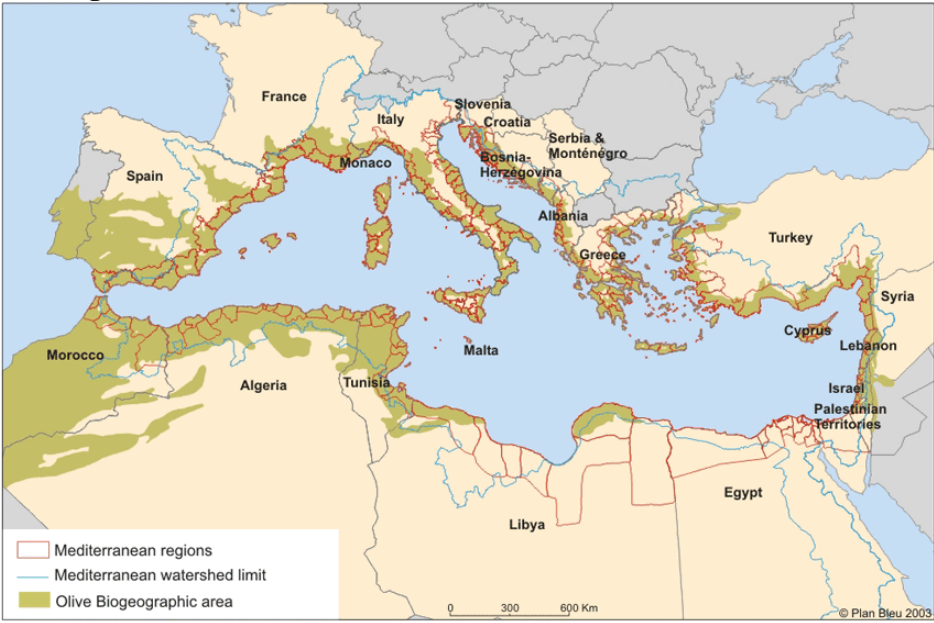 France
Slovenia
Italy
Croatia
Serbia &
Monténégro
Bosnia-
Herzégovina
Monaco
Spain
Albania
Turkey
Greece
Syria
Cyprus
Lebanon
Malta
Morocco
Algeria
Tunisia
Israel
Palestinian
Territories
Egypt
Libya
Mediterranean regions
Mediterranean watershed limit
Olive Biogeographic area
0 300 600 Km
© Plan Bleu 2003